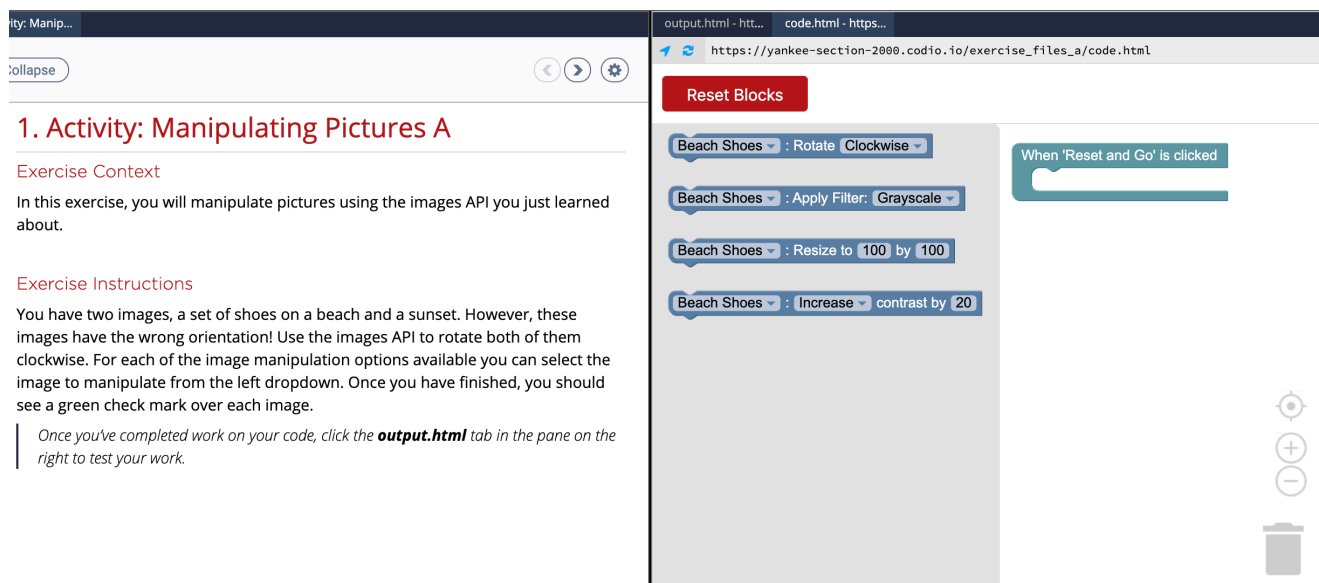 vity: Manip...
Collapse
1. Activity: Manipulating Pictures A
Exercise Context
In this exercise, you will manipulate pictures using the images API you just learned
about.
Exercise Instructions
You have two images, a set of shoes on a beach and a sunset. However, these
images have the wrong orientation! Use the images API to rotate both of them
clockwise. For each of the image manipulation options available you can select the
image to manipulate from the left dropdown. Once you have finished, you should
see a green check mark over each image.
Once you've completed work on your code, click the output.html tab in the pane on the
right to test your work.
output.html - htt... code.html - https...
https://yankee-section-2000.codio.io/exercise_files_a/code.html
Reset Blocks
Beach Shoes : Rotate Clockwise
Beach Shoes : Apply Filter: Grayscale
Beach Shoes : Resize to 100 by 100
Beach Shoes : Increase contrast by 20
When 'Reset and Go' is clicked